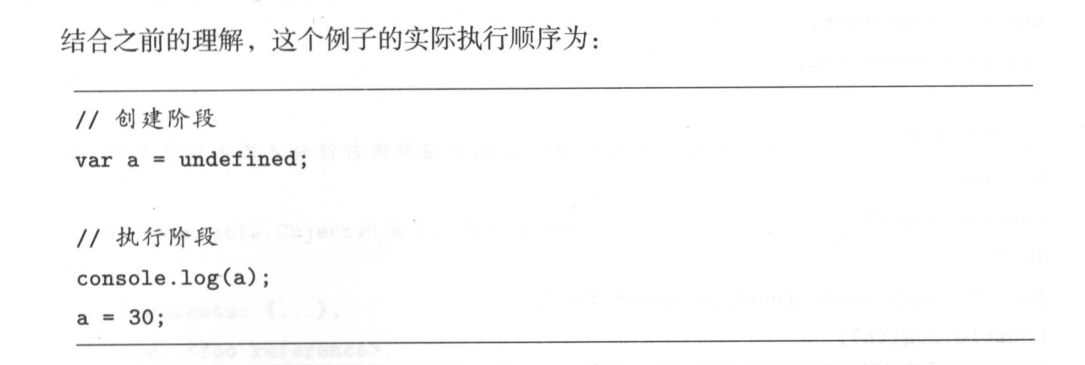 结合之前的理解，这个例子的实际执行顺序为：
// 创建阶段
var a = undefined;
// 执行阶段
console.log(a);
a = 30;